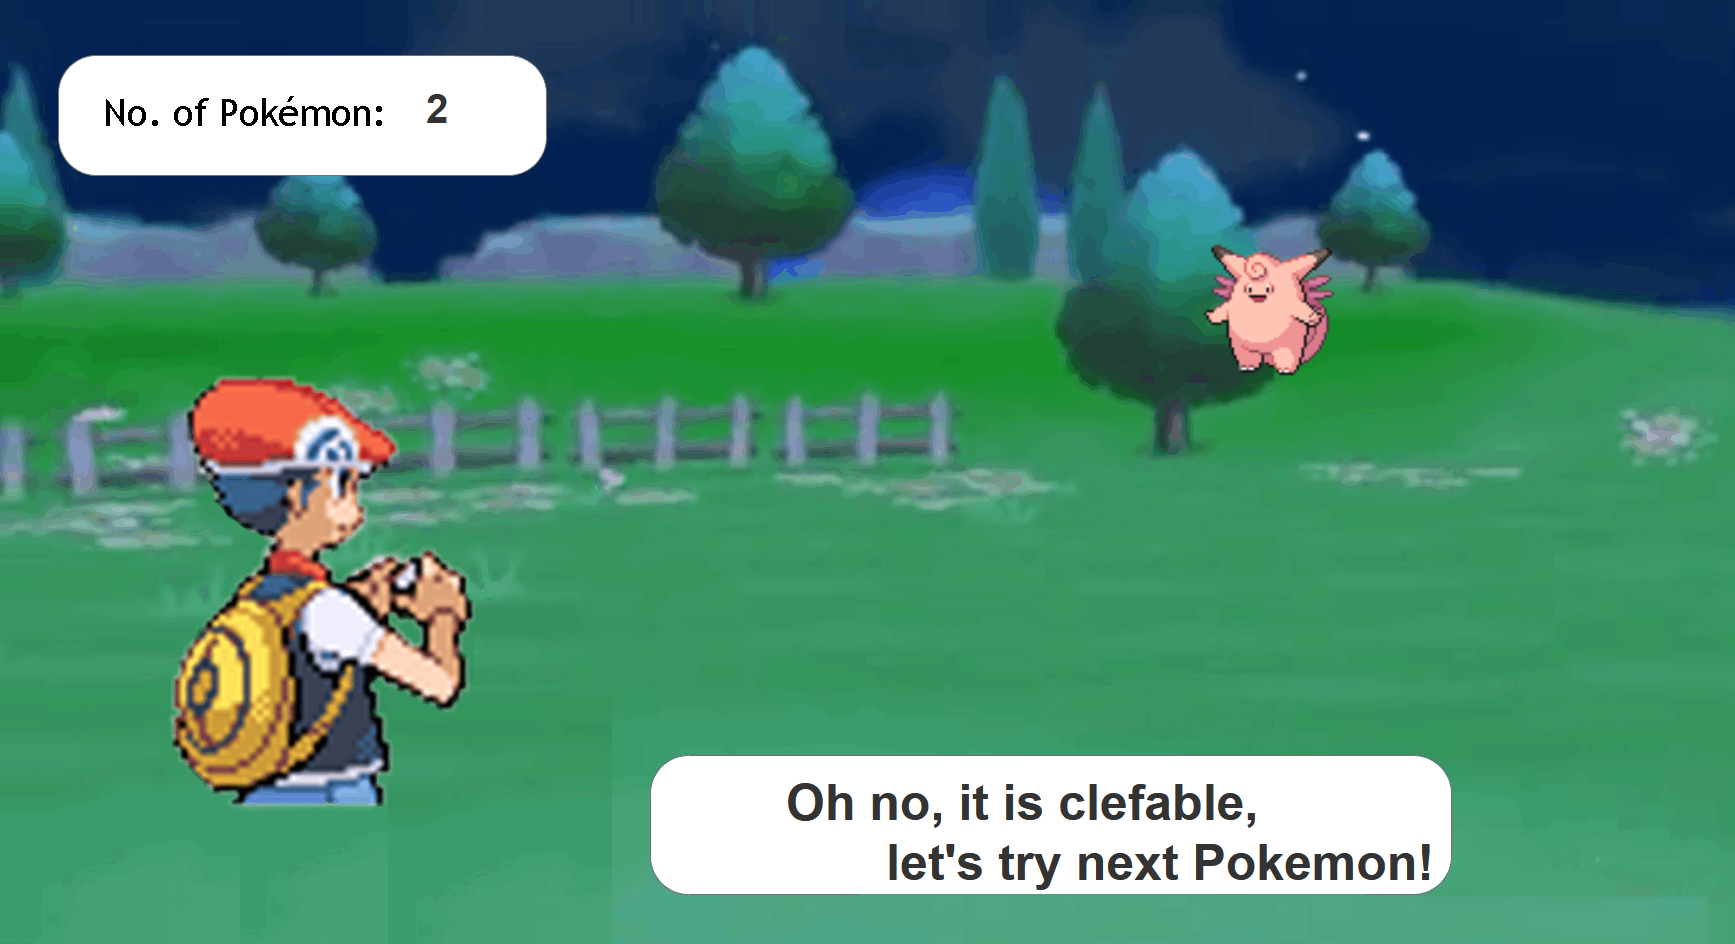 No. of Pokémon: 2
Oh no, it is clefable,
let's try next Pokemon!